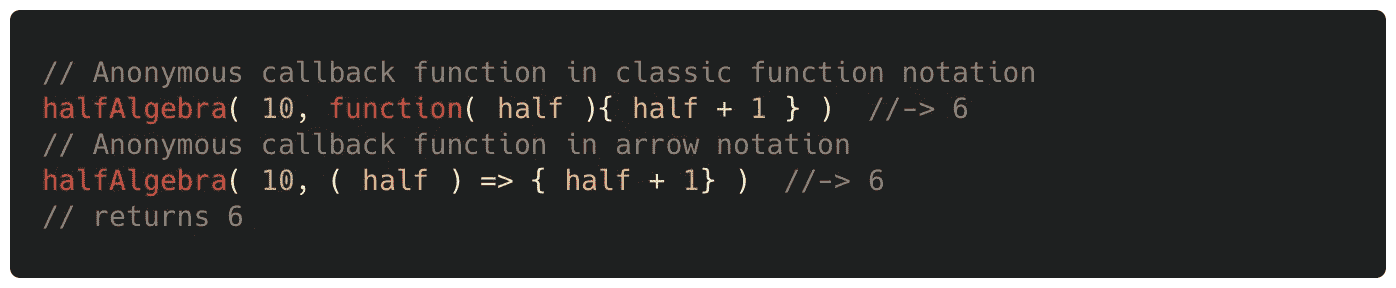 // Anonymous callback function in classic function notation
halfAlgebra( 10, function( half ){ half + 1 } )  //-> 6
// Anonymous callback function in arrow notation
halfAlgebra( 10, ( half ) => { half + 1} )  //-> 6
// returns 6